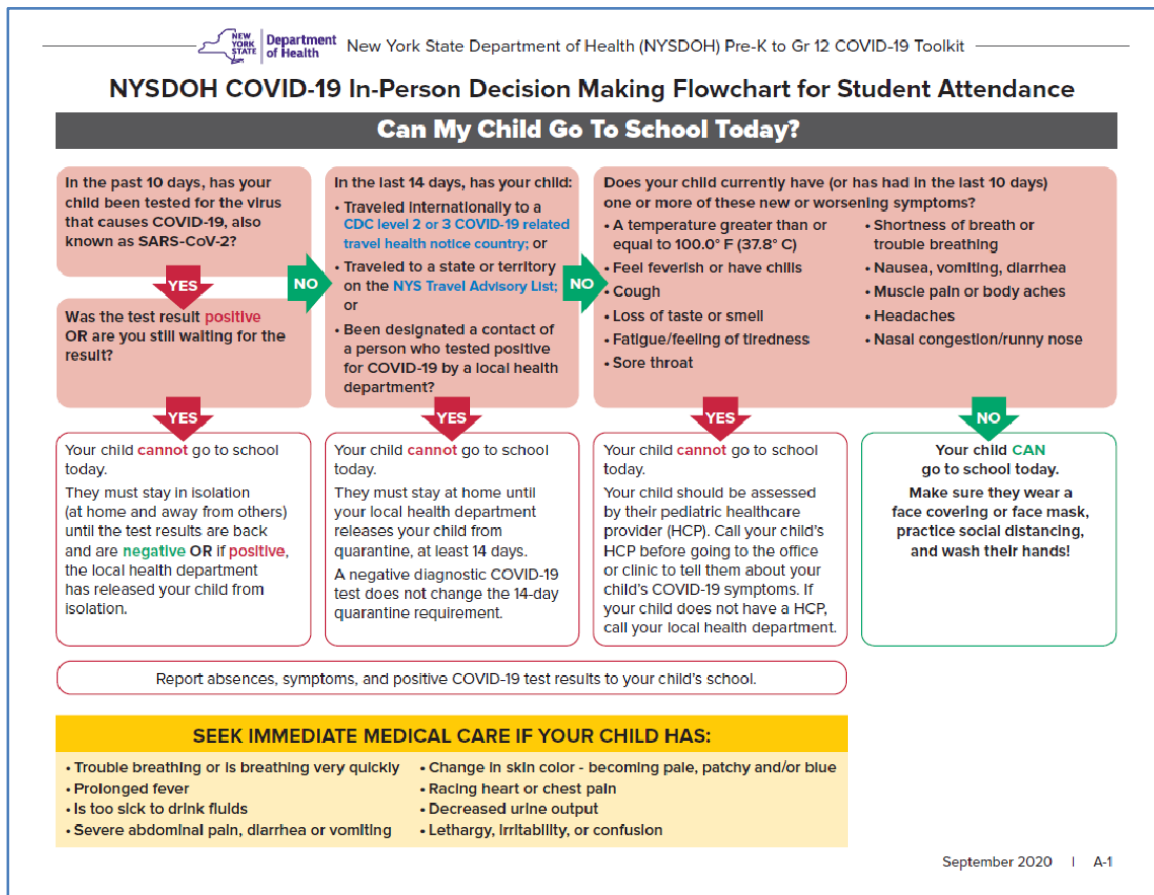 NEW
YORK
STATE
Department
of Health
New York State Department of Health (NYSDOH) Pre-K to Gr 12 COVID-19 Toolkit
NYSDOH COVID-19 In-Person Decision Making Flowchart for Student Attendance
Can My Child Go To School Today?
In the past 10 days, has your
child been tested for the virus
that causes COVID-19, also
known as SARS-CoV-2?
YES
Was the test result positive
OR are you still waiting for the
result?
YES
NO
In the last 14 days, has your child:
• Traveled internationally to a
CDC level 2 or 3 COVID-19 related
travel health notice country; or
• Traveled to a state or territory
on the NYS Travel Advisory List;
or
• Been designated a contact of
a person who tested positive
for COVID-19 by a local health
department?
YES
NO
Does your child currently have (or has had in the last 10 days)
one or more of these new or worsening symptoms?
• A temperature greater than or
equal to 100.0° F (37.8° C)
• Feel feverish or have chills
• Cough
• Loss of taste or smell
• Fatigue/feeling of tiredness
• Sore throat
• Shortness of breath or
trouble breathing
• Nausea, vomiting, diarrhea
• Muscle pain or body aches
• Headaches
• Nasal congestion/runny nose
YES
NO
Your child cannot go to school
today.
They must stay in isolation
(at home and away from others)
until the test results are back
and are negative OR if positive,
the local health department
has released your child from
isolation.
Your child cannot go to school
today.
They must stay at home until
your local health department
releases your child from
quarantine, at least 14 days.
A negative diagnostic COVID-19
test does not change the 14-day
quarantine requirement.
Your child cannot go to school
today.
Your child should be assessed
by their pediatric healthcare
provider (HCP). Call your child's
HCP before going to the office
or clinic to tell them about your
child's COVID-19 symptoms. If
your child does not have a HCP,
call your local health department.
Your child CAN
go to school today.
Make sure they wear a
face covering or face mask,
practice social distancing,
and wash their hands!
Report absences, symptoms, and positive COVID-19 test results to your child's school.
SEEK IMMEDIATE MEDICAL CARE IF YOUR CHILD HAS:
• Trouble breathing or is breathing very quickly
• Prolonged fever
• Is too sick to drink fluids
• Severe abdominal pain, diarrhea or vomiting
• Change in skin color - becoming pale, patchy and/or blue
• Racing heart or chest pain
• Decreased urine output
• Lethargy, irritability, or confusion
September 2020 | A-1